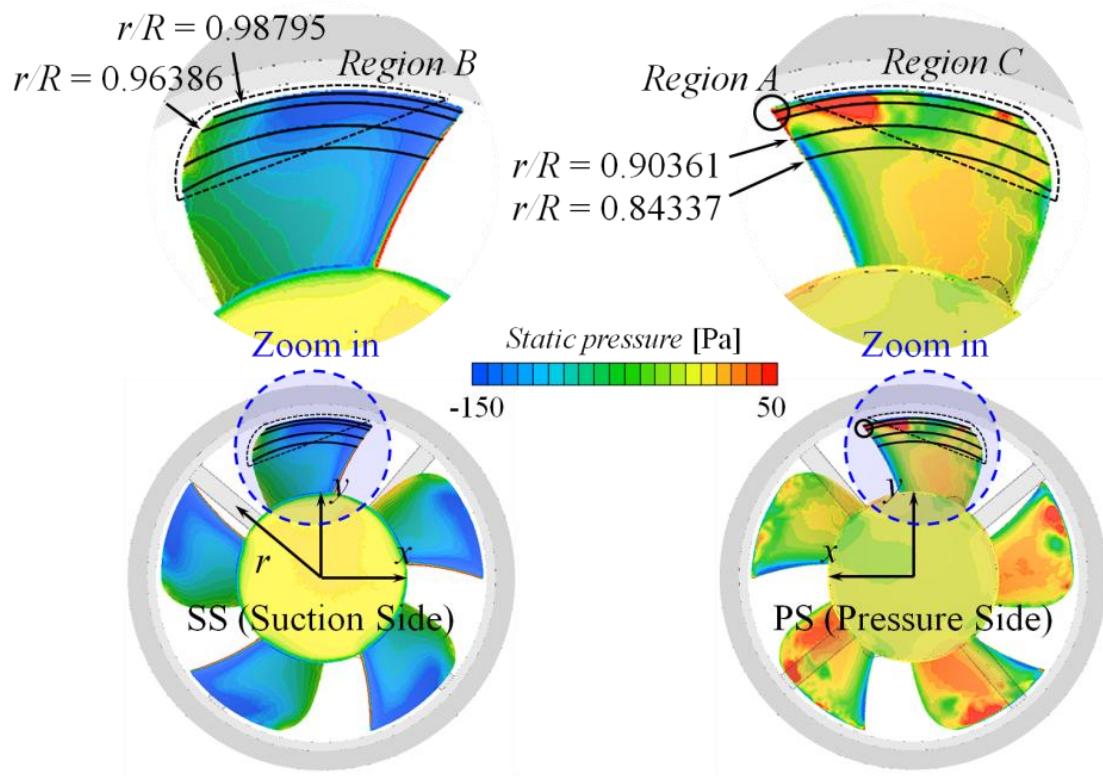 r/R = 0.98795
r/R = 0.96386
Region B
Region A
Region C
r/R = 0.90361
r/R = 0.84337
Zoom in
Static pressure [Pa]
-150
50
Zoom in
y
x
r
SS (Suction Side)
y
x
PS (Pressure Side)